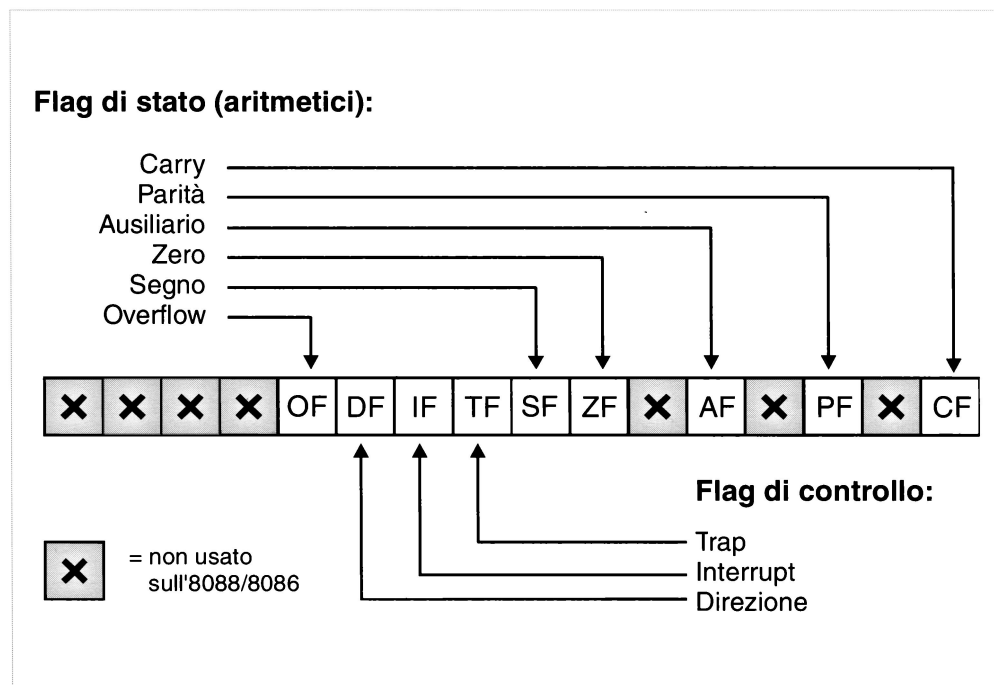 Flag di stato (aritmetici):
Carry
Parità
Ausiliario
Zero
Segno
Overflow
OF DF IF TF SF ZF AF PF CF
Flag di controllo:
Trap
Interrupt
Direzione
= non usato
sull'8088/8086